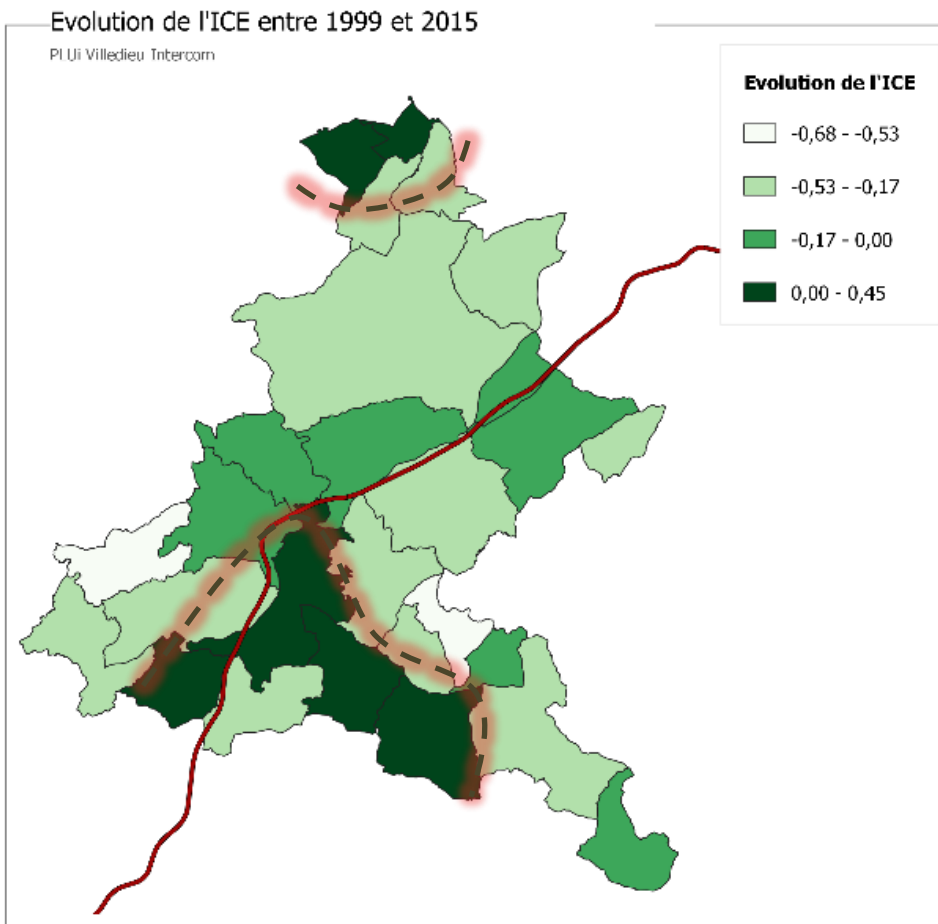 Evolution de l'ICE entre 1999 et 2015
PLUi Villedieu Intercom
Evolution de l'ICE
-0,68 - -0,53
-0,53 - -0,17
-0,17 - 0,00
0,00 - 0,45